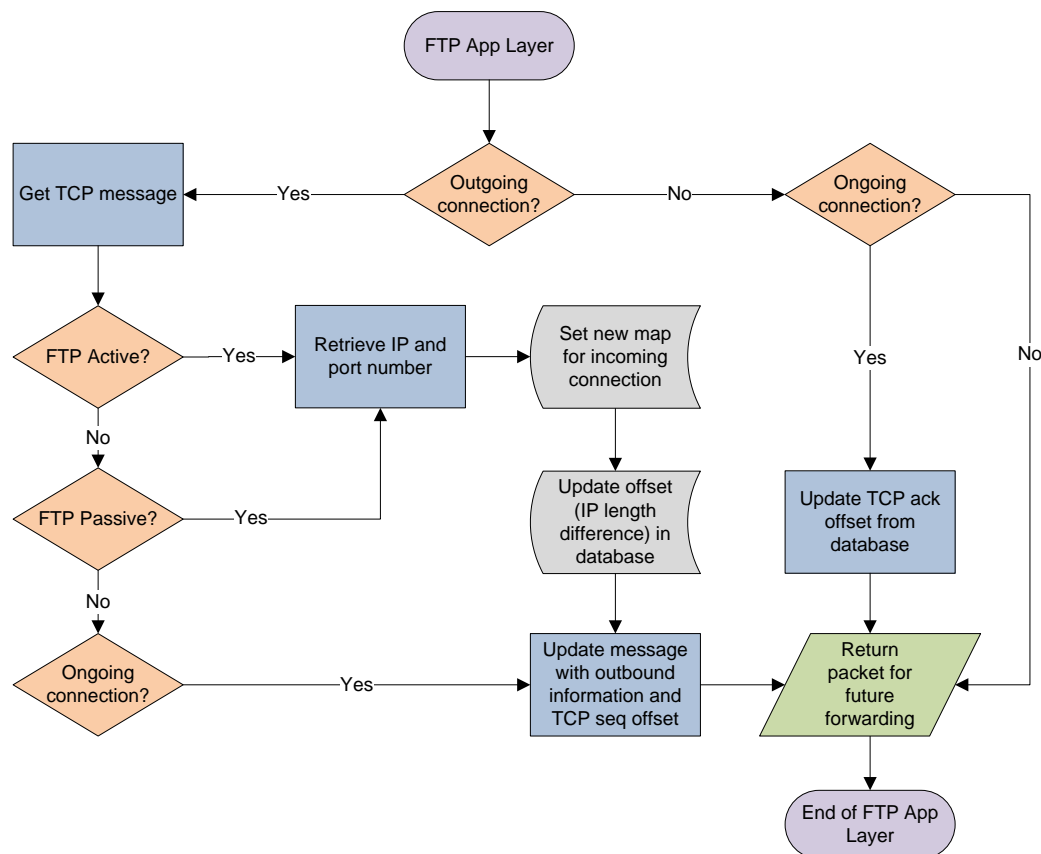 FTP App Layer
Get TCP message
Yes
Outgoing
connection?
No
Ongoing
connection?
FTP Active?
Yes
Retrieve IP and
port number
Set new map
for incoming
connection
Yes
No
No
FTP Passive?
Yes
Update offset
(IP length
difference) in
database
Update TCP ack
offset from
database
No
Ongoing
connection?
Yes
Update message
with outbound
information and
TCP seq offset
Return
packet for
future
forwarding
End of FTP App
Layer